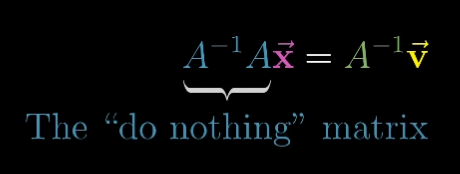 A⁻¹Ax⃗ = A⁻¹v⃗
The “do nothing” matrix